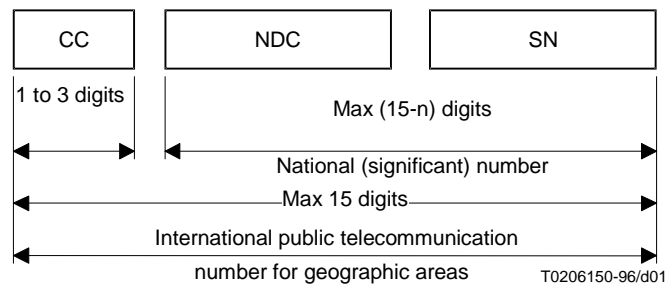 CC NDC SN
1 to 3 digits
Max (15-n) digits
National (significant) number
Max 15 digits
International public telecommunication
number for geographic areas
T0206150-96/d01